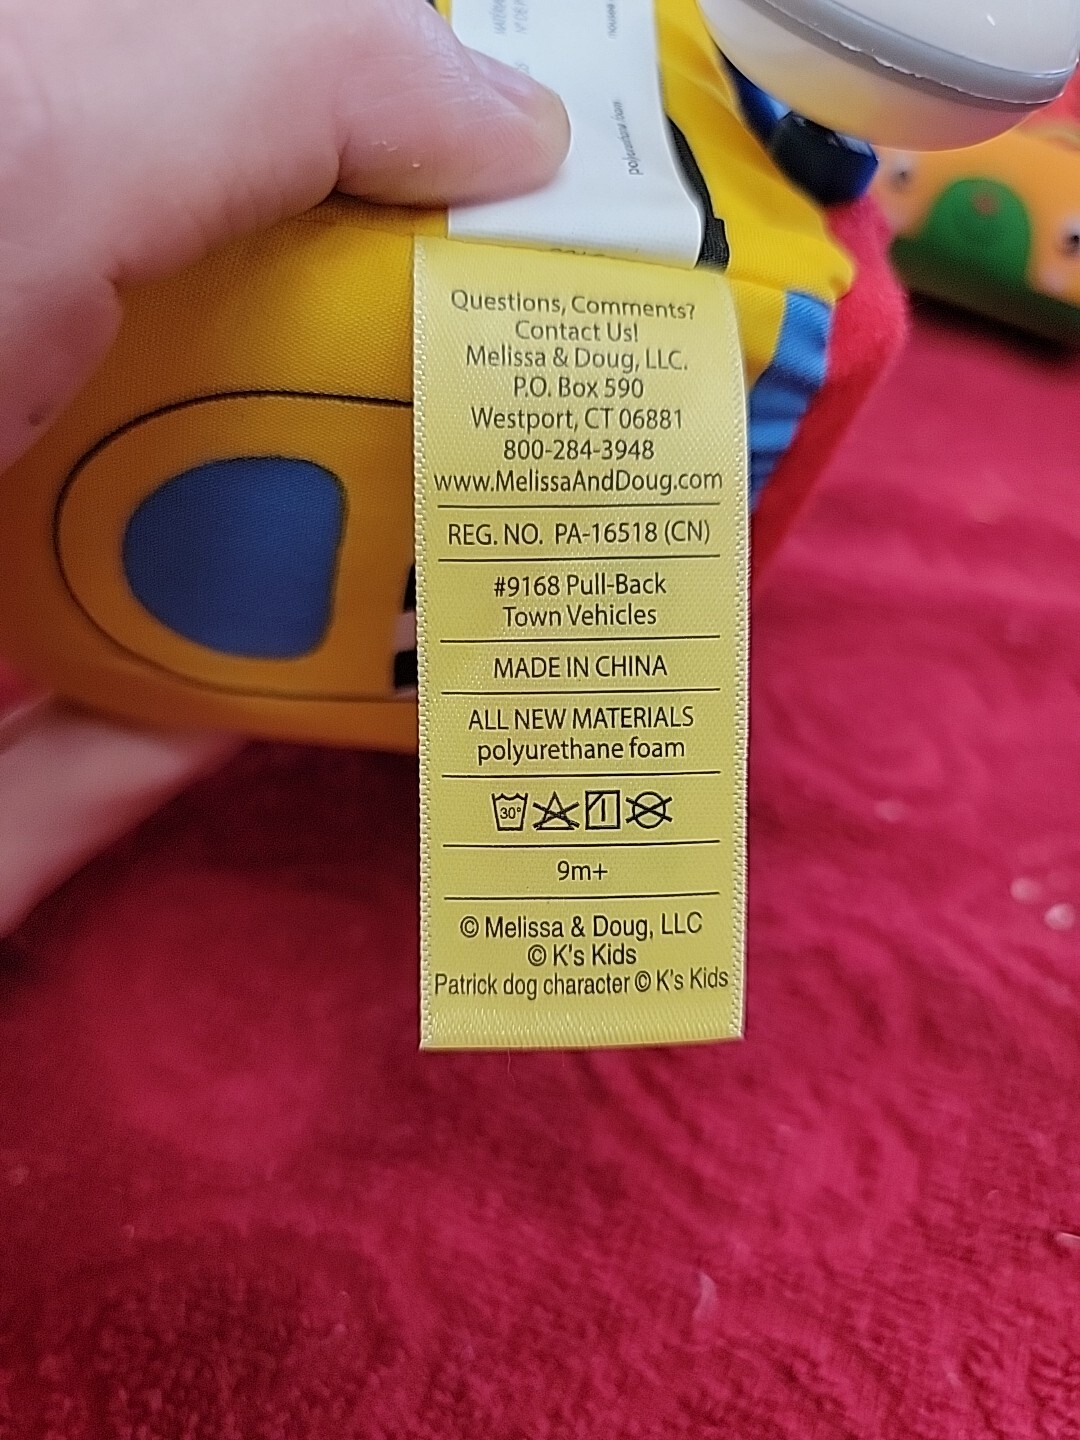 polyurethane foam
Questions, Comments?
Contact Us!
Melissa & Doug, LLC.
P.O. Box 590
Westport, CT 06881
800-284-3948
www.MelissaAndDoug.com
REG. NO. PA-16518 (CN)
#9168 Pull-Back
Town Vehicles
MADE IN CHINA
ALL NEW MATERIALS
polyurethane foam
30°
9m+
© Melissa & Doug, LLC
© K's Kids
Patrick dog character © K's Kids